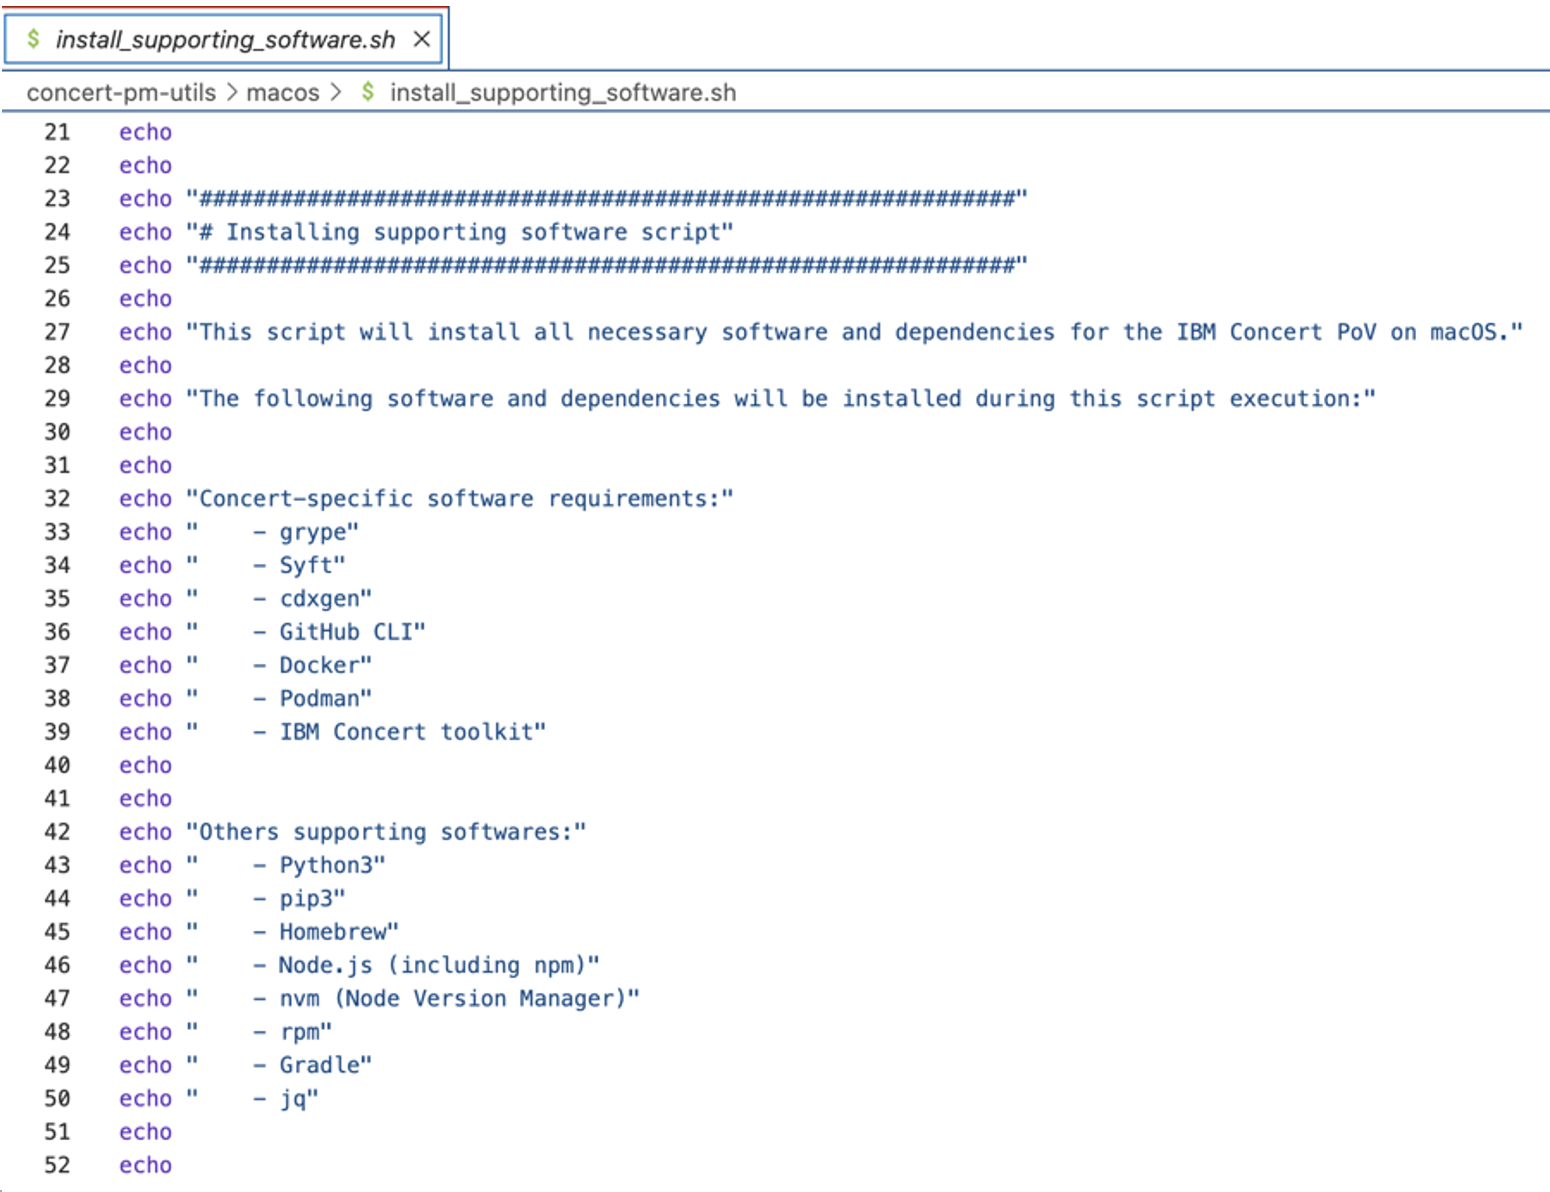 $ install_supporting_software.sh ×
concert-pm-utils > macos > $ install_supporting_software.sh
21 echo
22 echo
23 echo "#############################################################"
24 echo "# Installing supporting software script"
25 echo "#############################################################"
26 echo
27 echo "This script will install all necessary software and dependencies for the IBM Concert PoV on macOS."
28 echo
29 echo "The following software and dependencies will be installed during this script execution:"
30 echo
31 echo
32 echo "Concert-specific software requirements:"
33 echo "    - grype"
34 echo "    - Syft"
35 echo "    - cdxgen"
36 echo "    - GitHub CLI"
37 echo "    - Docker"
38 echo "    - Podman"
39 echo "    - IBM Concert toolkit"
40 echo
41 echo
42 echo "Others supporting softwares:"
43 echo "    - Python3"
44 echo "    - pip3"
45 echo "    - Homebrew"
46 echo "    - Node.js (including npm)"
47 echo "    - nvm (Node Version Manager)"
48 echo "    - rpm"
49 echo "    - Gradle"
50 echo "    - jq"
51 echo
52 echo